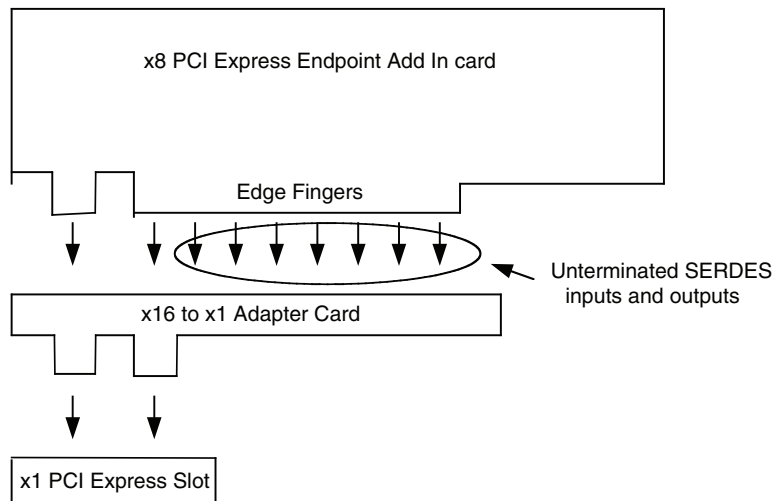 x8 PCI Express Endpoint Add In card
Edge Fingers
Unterminated SERDES
inputs and outputs
x16 to x1 Adapter Card
x1 PCI Express Slot